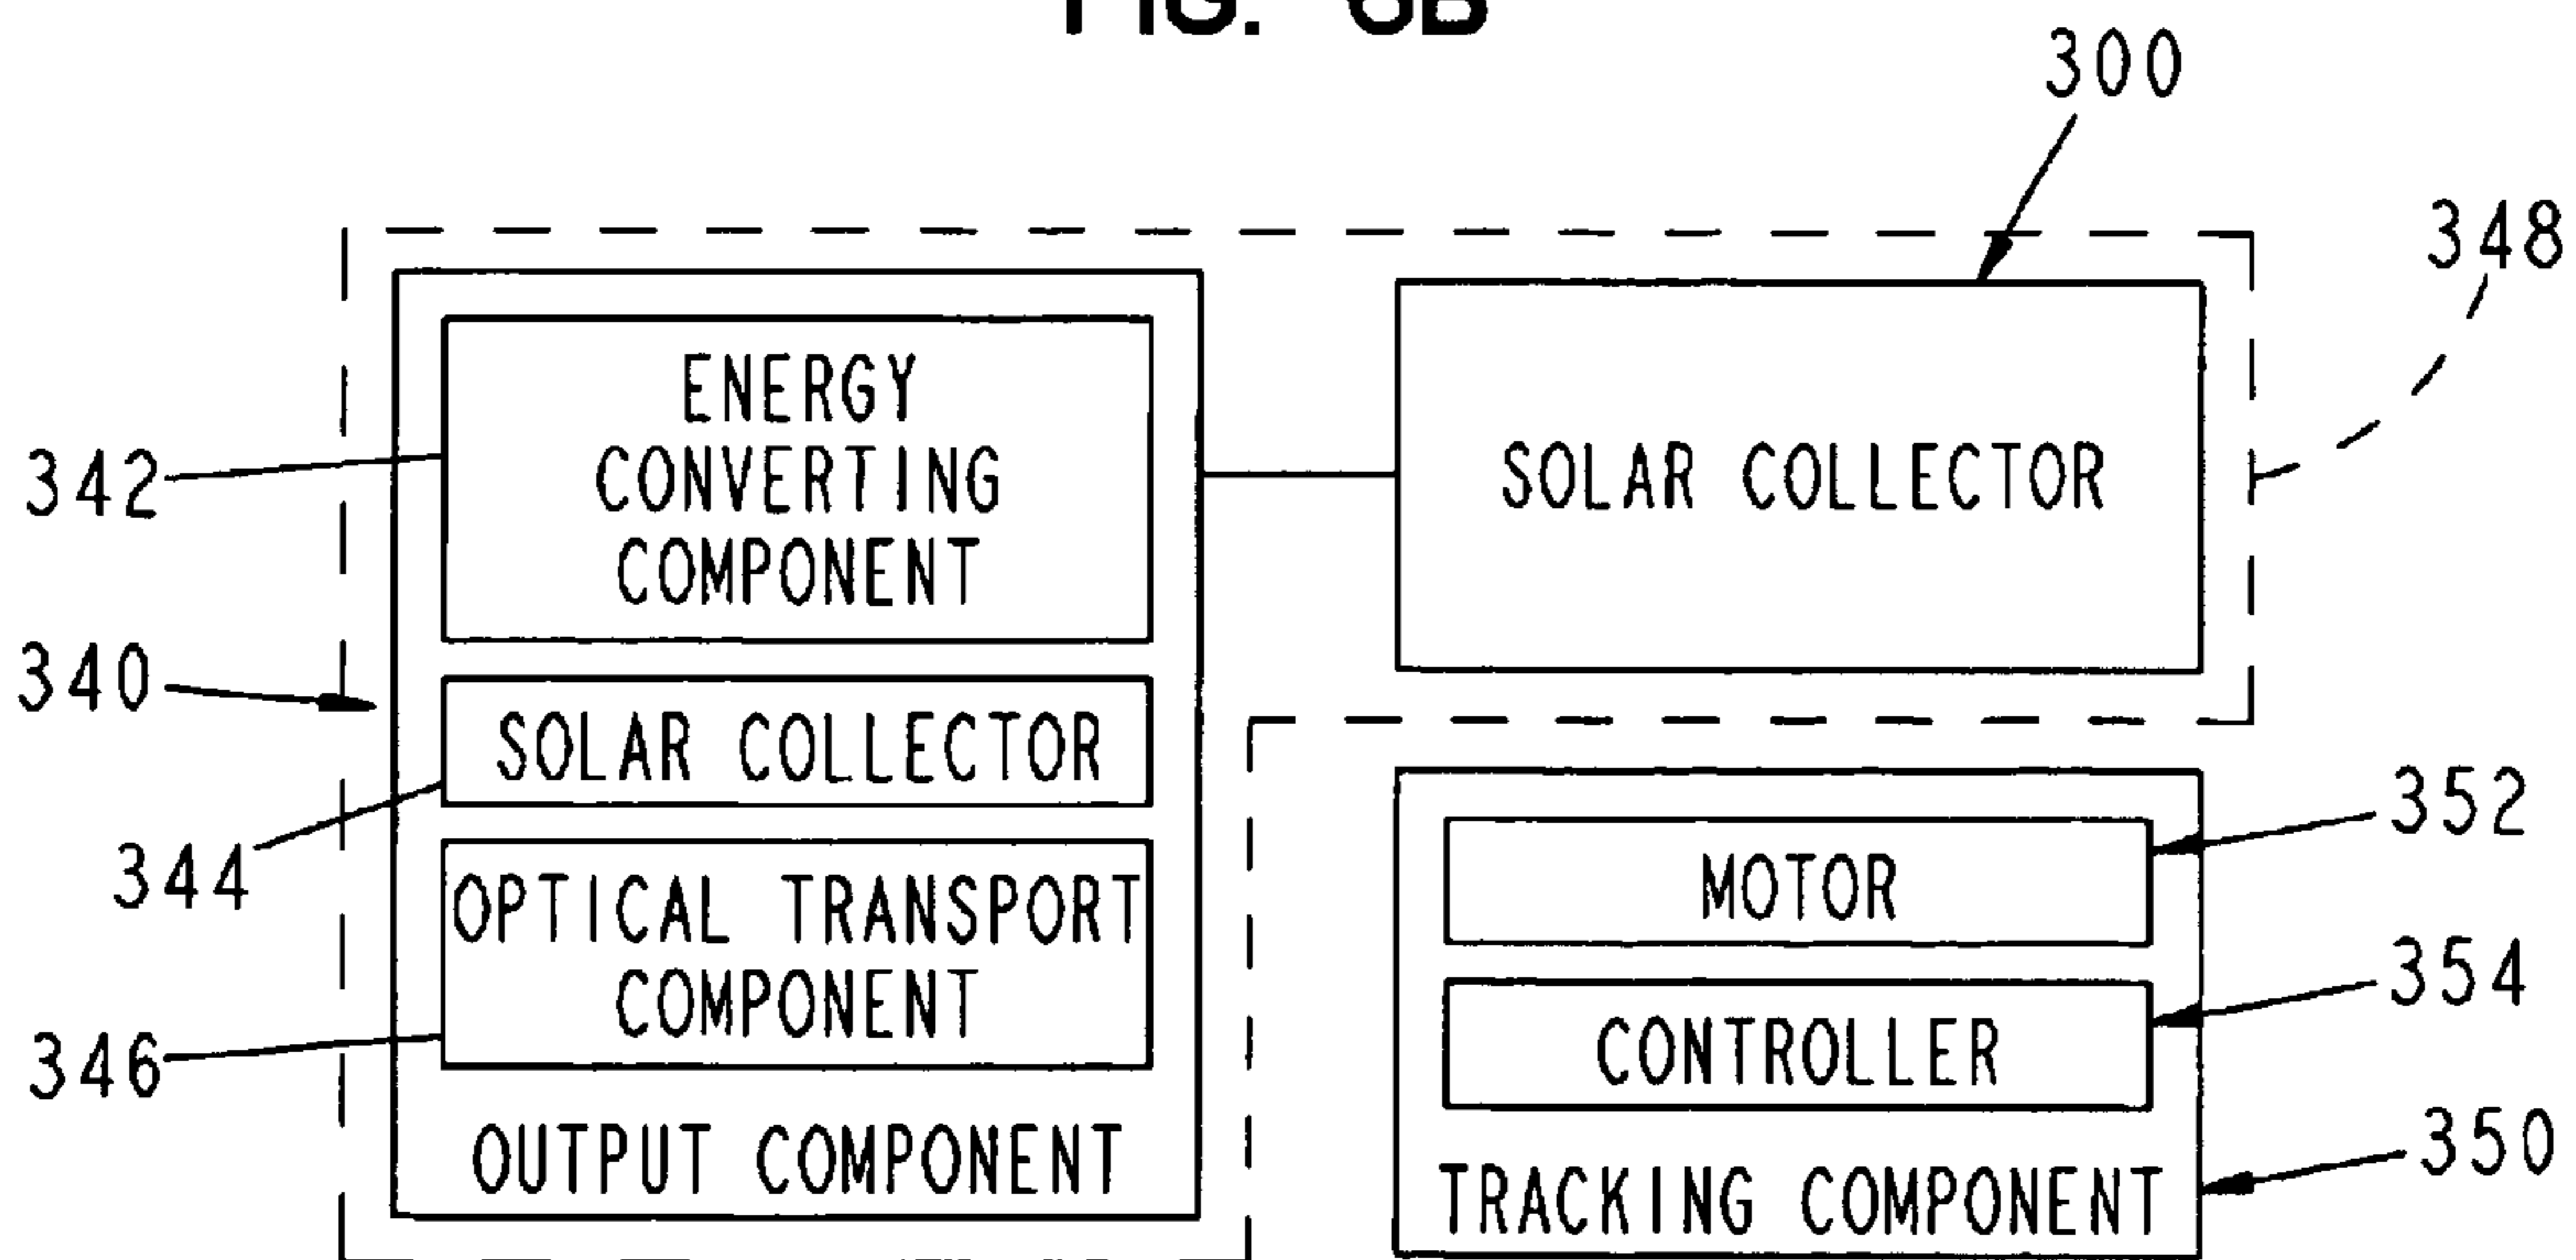 FIG.
300
348
ENERGY
CONVERTING
COMPONENT
342
SOLAR COLLECTOR
340
SOLAR COLLECTOR
344
OPTICAL TRANSPORT
COMPONENT
346
OUTPUT COMPONENT
MOTOR
352
CONTROLLER
354
TRACKING COMPONENT
350